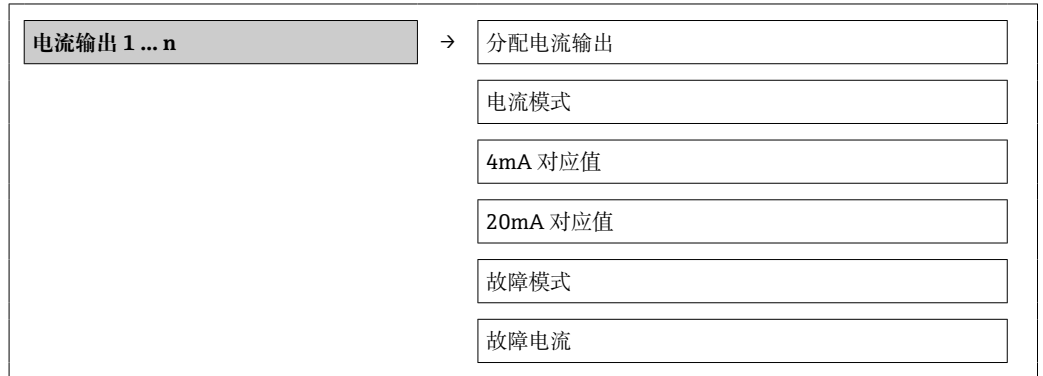 电流输出 1 … n → 分配电流输出
电流模式
4mA 对应值
20mA 对应值
故障模式
故障电流